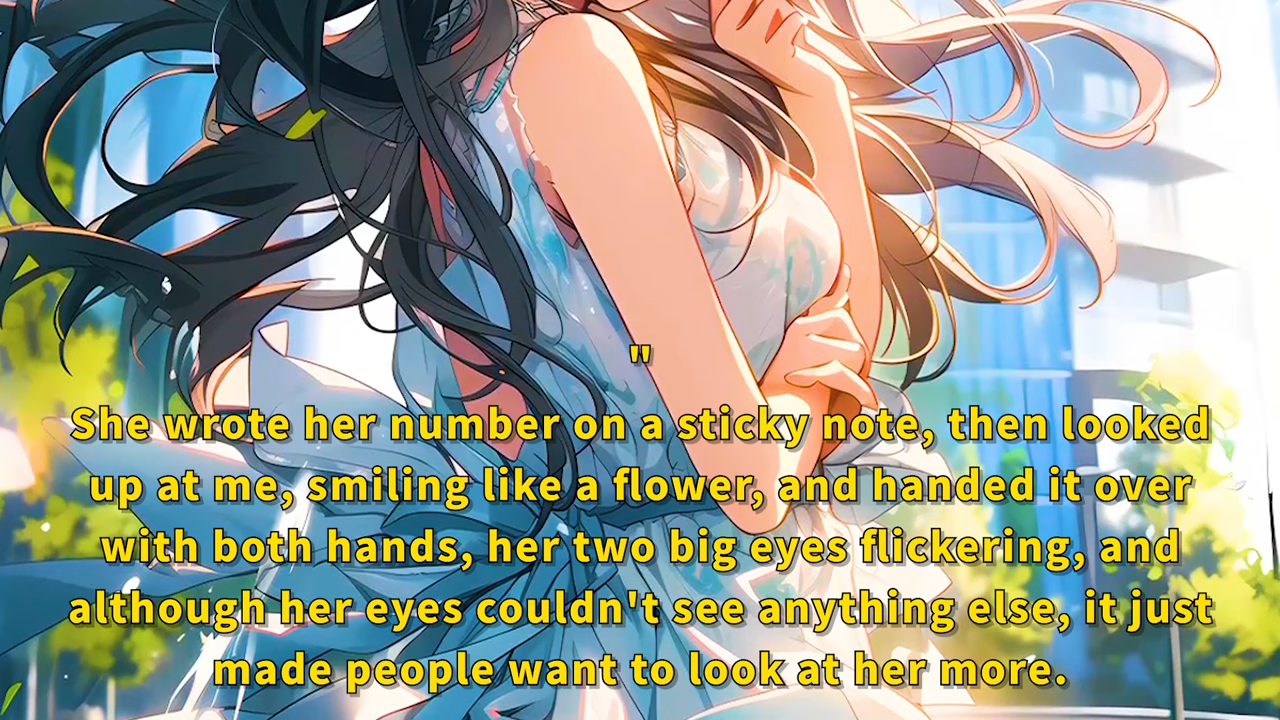 "
She wrote her number on a sticky note, then looked
up at me, smiling like a flower, and handed it over
with both hands, her two big eyes flickering, and
although her eyes couldn't see anything else, it just
made people want to look at her more.